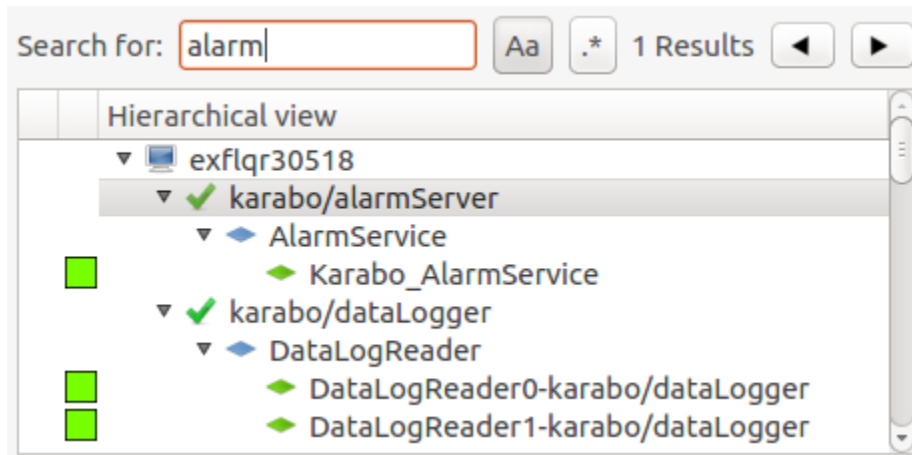 Search for: alarm Aa .* 1 Results
Hierarchical view
exflqr30518
karabo/alarmServer
AlarmService
Karabo_AlarmService
karabo/dataLogger
DataLogReader
DataLogReader0-karabo/dataLogger
DataLogReader1-karabo/dataLogger